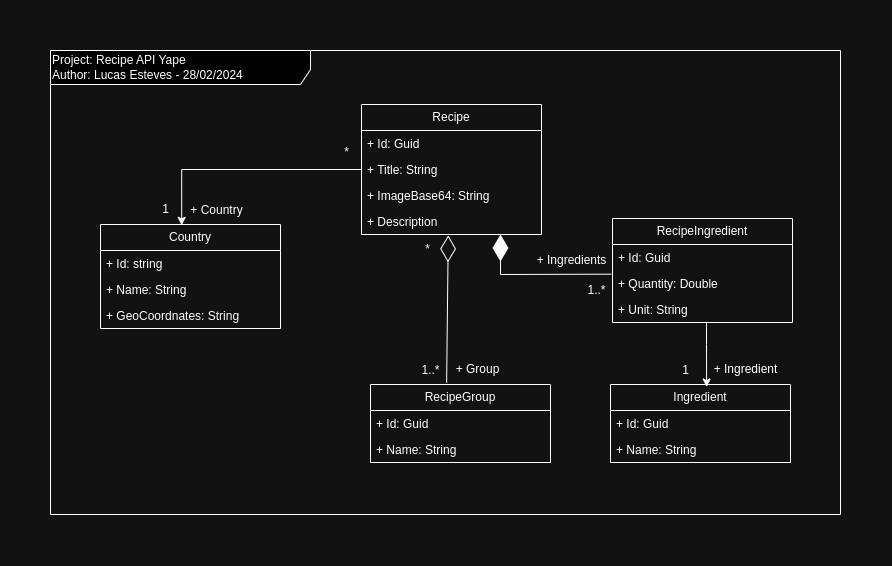 Project: Recipe API Yape
Author: Lucas Esteves - 28/02/2024
Recipe
+ Id: Guid
+ Title: String
+ ImageBase64: String
+ Description
*
1
+ Country
Country
+ Id: string
+ Name: String
+ GeoCoordnates: String
*
+ Ingredients
1..*
RecipeIngredient
+ Id: Guid
+ Quantity: Double
+ Unit: String
1..*
+ Group
RecipeGroup
+ Id: Guid
+ Name: String
1
+ Ingredient
Ingredient
+ Id: Guid
+ Name: String